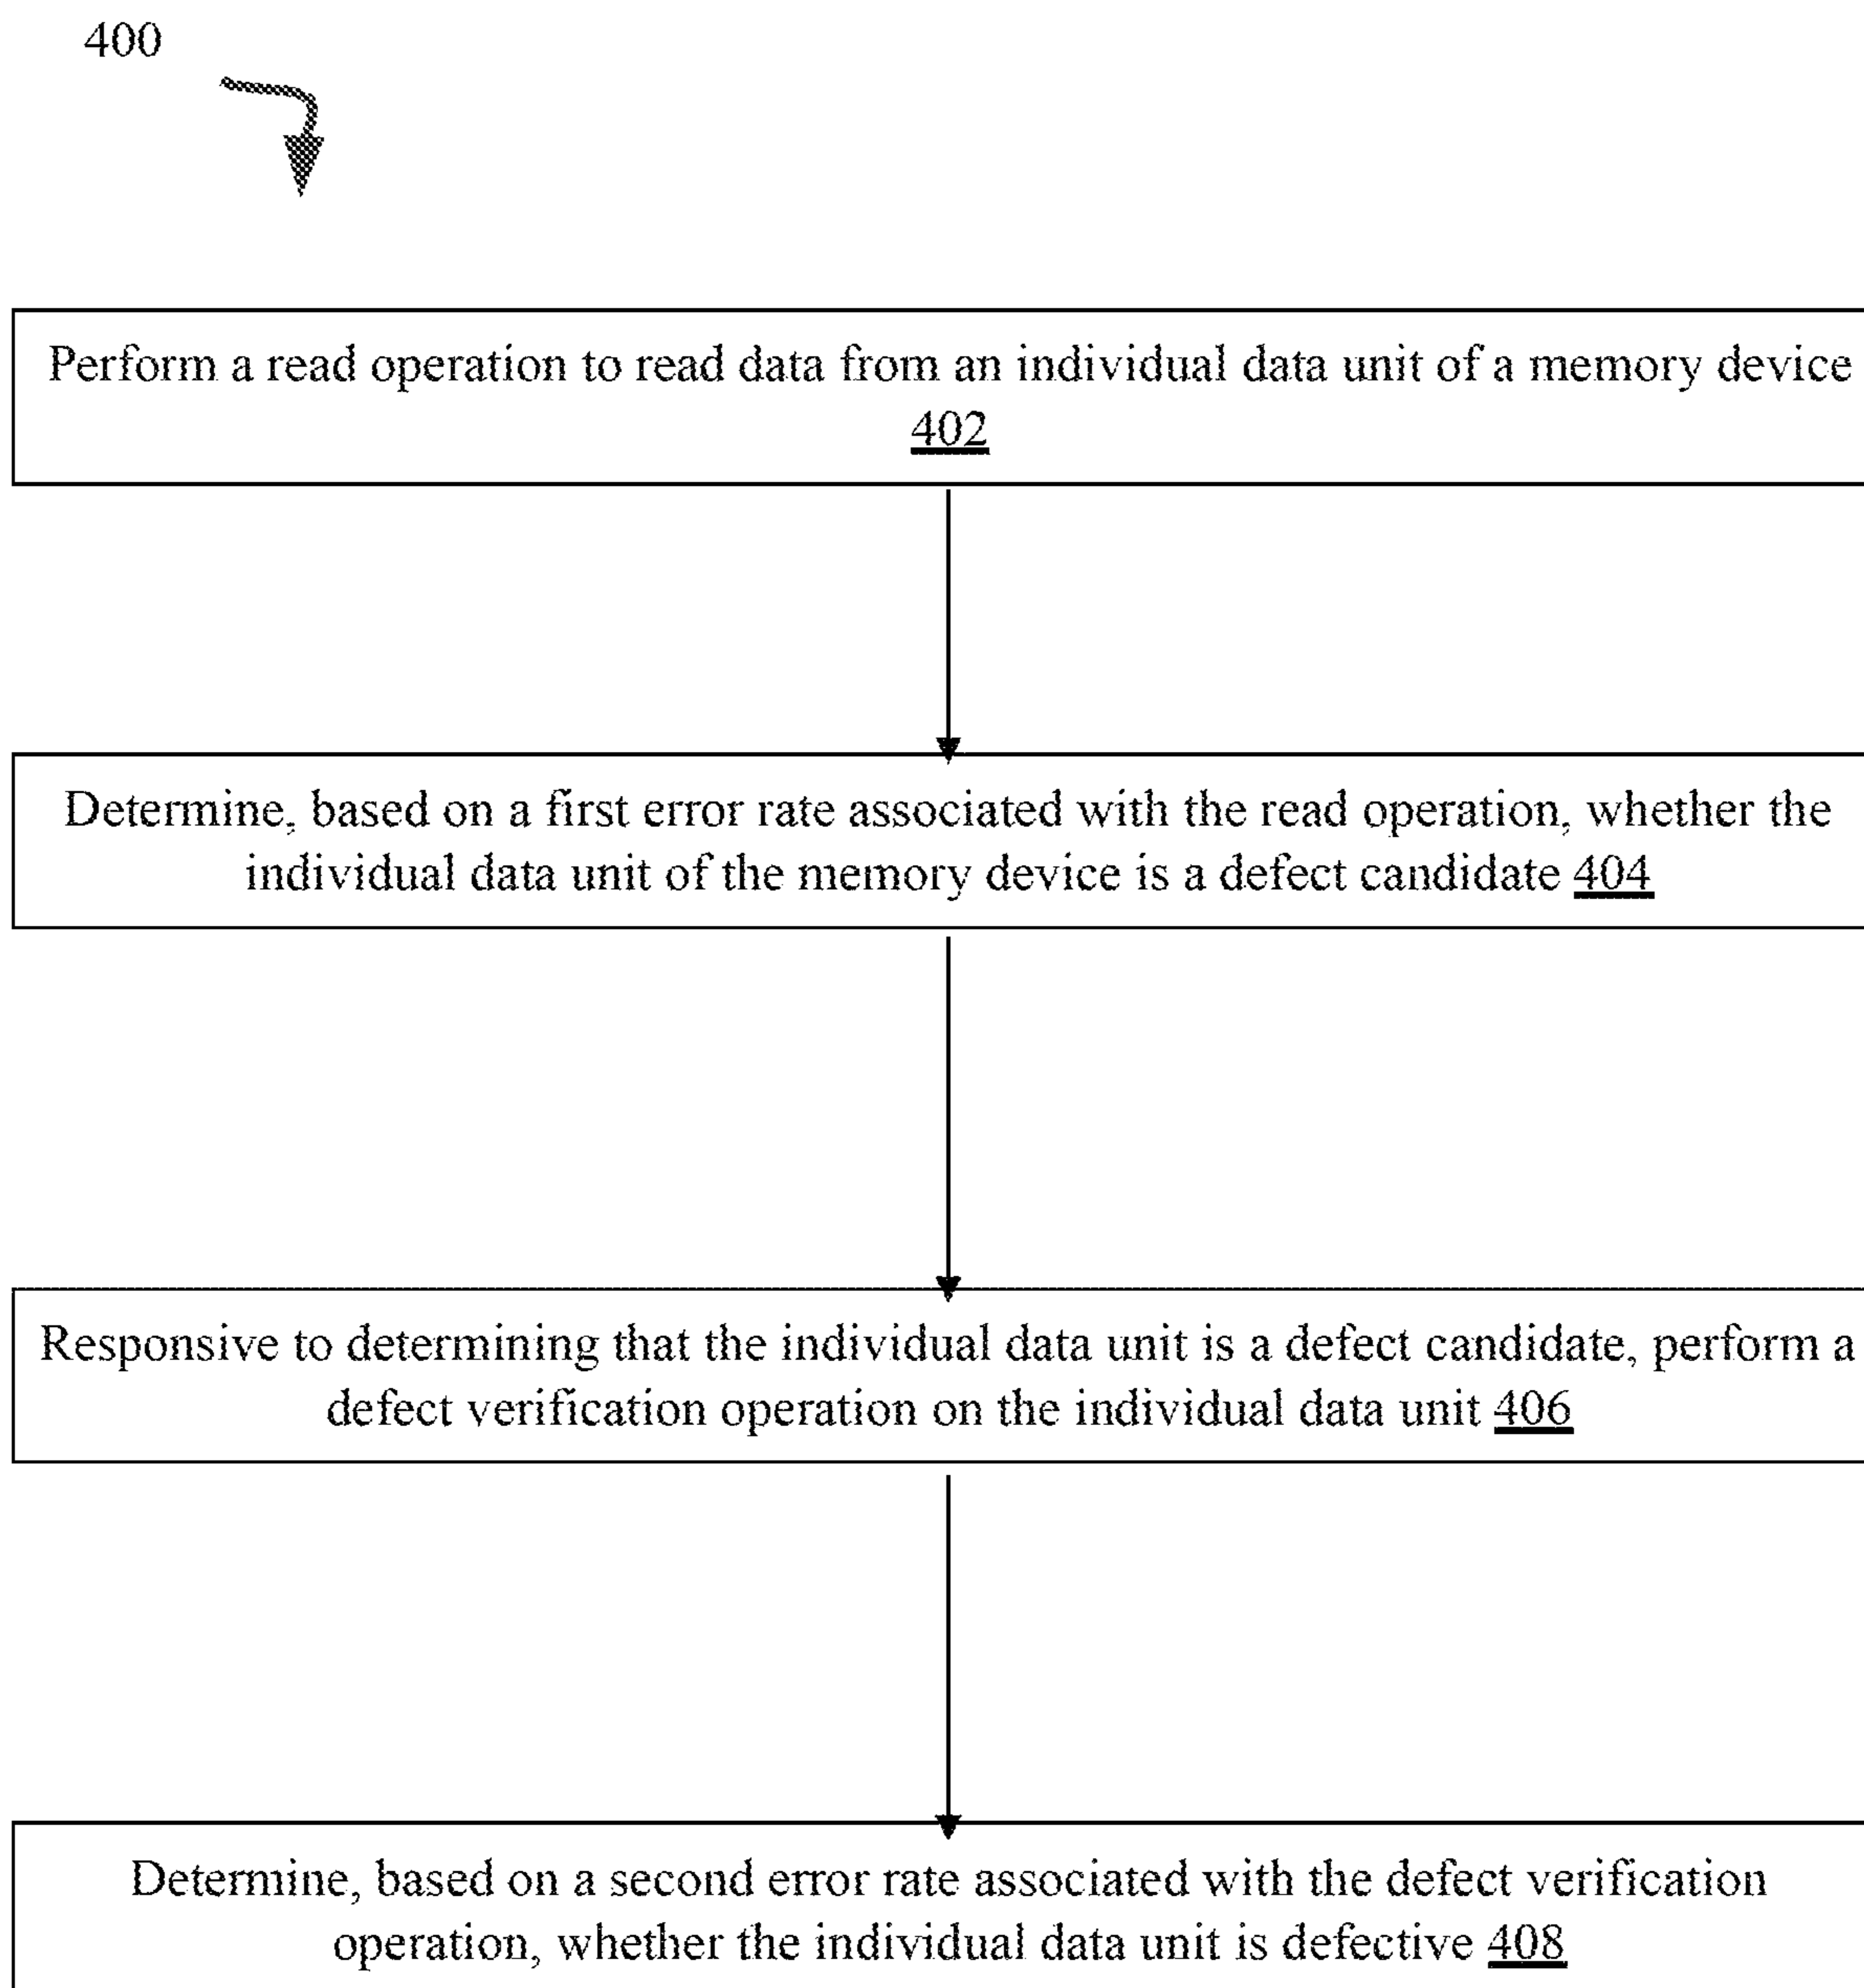 400
Perform a read operation to read data from an individual data unit of a memory device
402
Determine, based on a first error rate associated with the read operation, whether the
individual data unit of the memory device is a defect candidate 404
Responsive to determining that the individual data unit is a defect candidate, perform a
defect verification operation on the individual data unit 406
Determine, based on a second error rate associated with the defect verification
operation, whether the individual data unit is defective 408